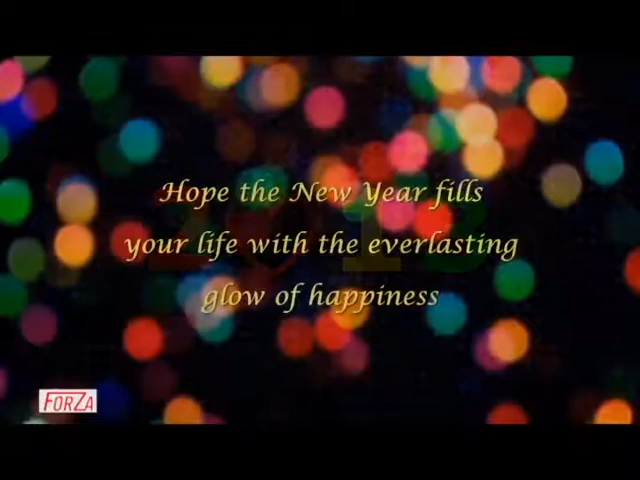 Hope the New Year fills
your life with the everlasting
glow of happiness
FORZA